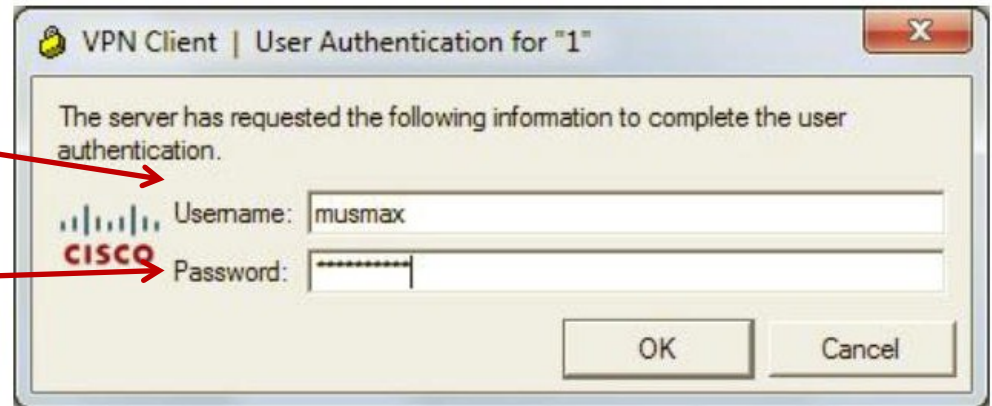 VPN Client | User Authentication for "1"
The server has requested the following information to complete the user
authentication.
Username: musmax
CISCO
Password: **********
OK Cancel